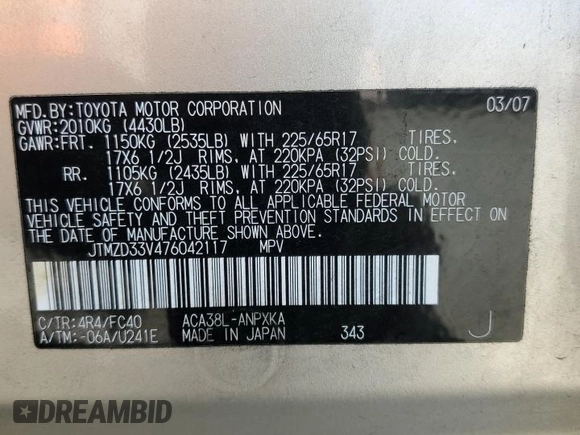 MFD.BY:TOYOTA MOTOR CORPORATION 03/07
GVWR:2010KG (4430LB)
GAWR:FRT. 1150KG (2535LB) WITH 225/65R17 TIRES.
17X6 1/2J RIMS. AT 220KPA (32PSI) COLD.
RR. 1105KG (2435LB) WITH 225/65R17 TIRES.
17X6 1/2J RIMS. AT 220KPA (32PSI) COLD.
THIS VEHICLE CONFORMS TO ALL APPLICABLE FEDERAL MOTOR
VEHICLE SAFETY AND THEFT PREVENTION STANDARDS IN EFFECT ON
THE DATE OF MANUFACTURE SHOWN ABOVE.
JTMZD33V476042117 MPV
C/TR:4R4/FC40 ACA38L-ANPXKA
A/TM:-06A/U241E MADE IN JAPAN 343 J
DREAMBID